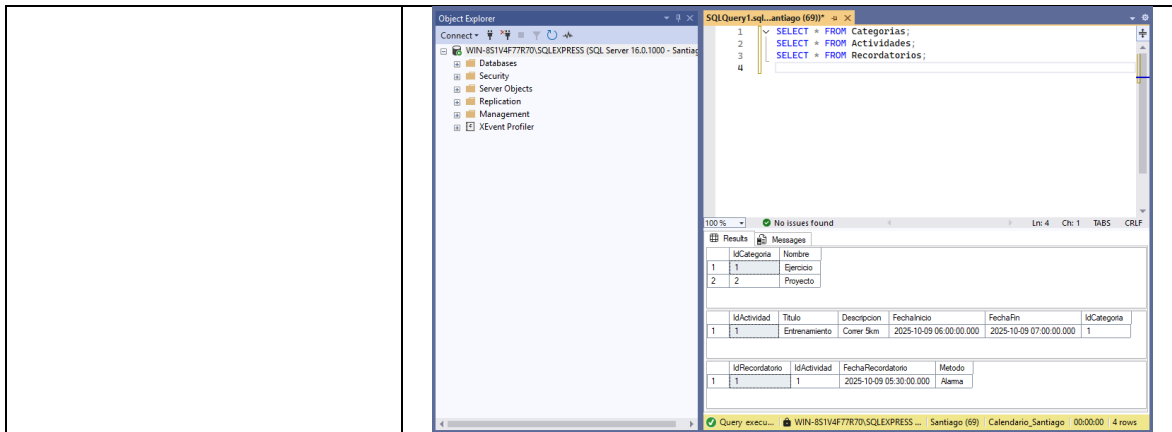 Object Explorer
Connect
WIN-8S1V4F77R70\SQLEXPRESS (SQL Server 16.0.1000 - Santiag
Databases
Security
Server Objects
Replication
Management
XEvent Profiler
SQLQuery1.sql...antiago (69))*
1 SELECT * FROM Categorias;
2 SELECT * FROM Actividades;
3 SELECT * FROM Recordatorios;
4
100 % No issues found Ln: 4 Ch: 1 TABS CRLF
Results Messages
IdCategoria Nombre
1 1 Ejercicio
2 2 Proyecto
IdActividad Titulo Descripcion FechaInicio FechaFin IdCategoria
1 1 Entrenamiento Correr 5km 2025-10-09 06:00:00.000 2025-10-09 07:00:00.000 1
IdRecordatorio IdActividad FechaRecordatorio Metodo
1 1 1 2025-10-09 05:30:00.000 Alarma
Query execu... WIN-8S1V4F77R70\SQLEXPRESS ... Santiago (69) Calendario_Santiago 00:00:00 4 rows